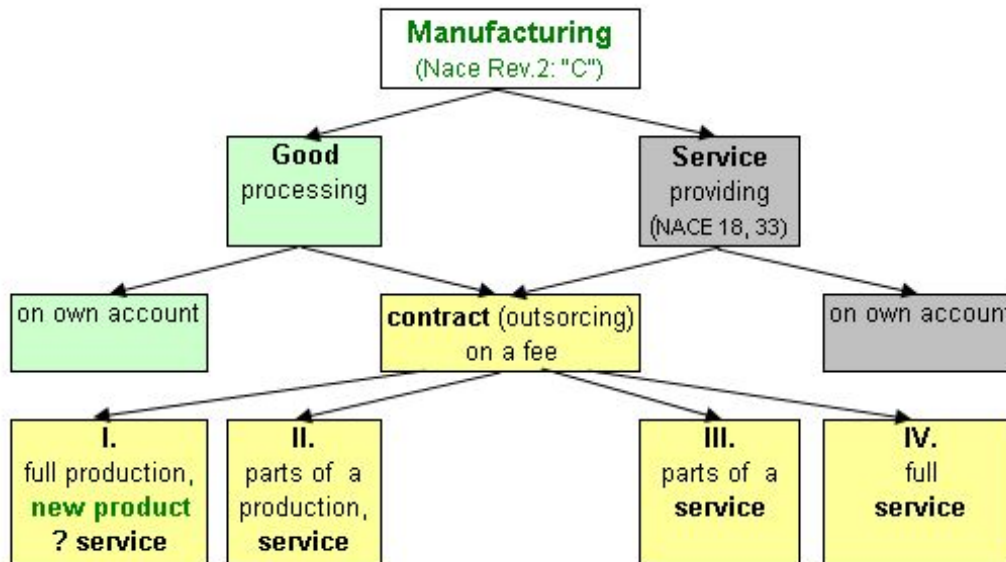 Manufacturing
(Nace Rev.2: "C")
Good
processing
Service
providing
(NACE 18, 33)
on own account
contract (outsorcing)
on a fee
on own account
I.
full production,
new product
? service
II.
parts of a
production,
service
III.
parts of a
service
IV.
full
service